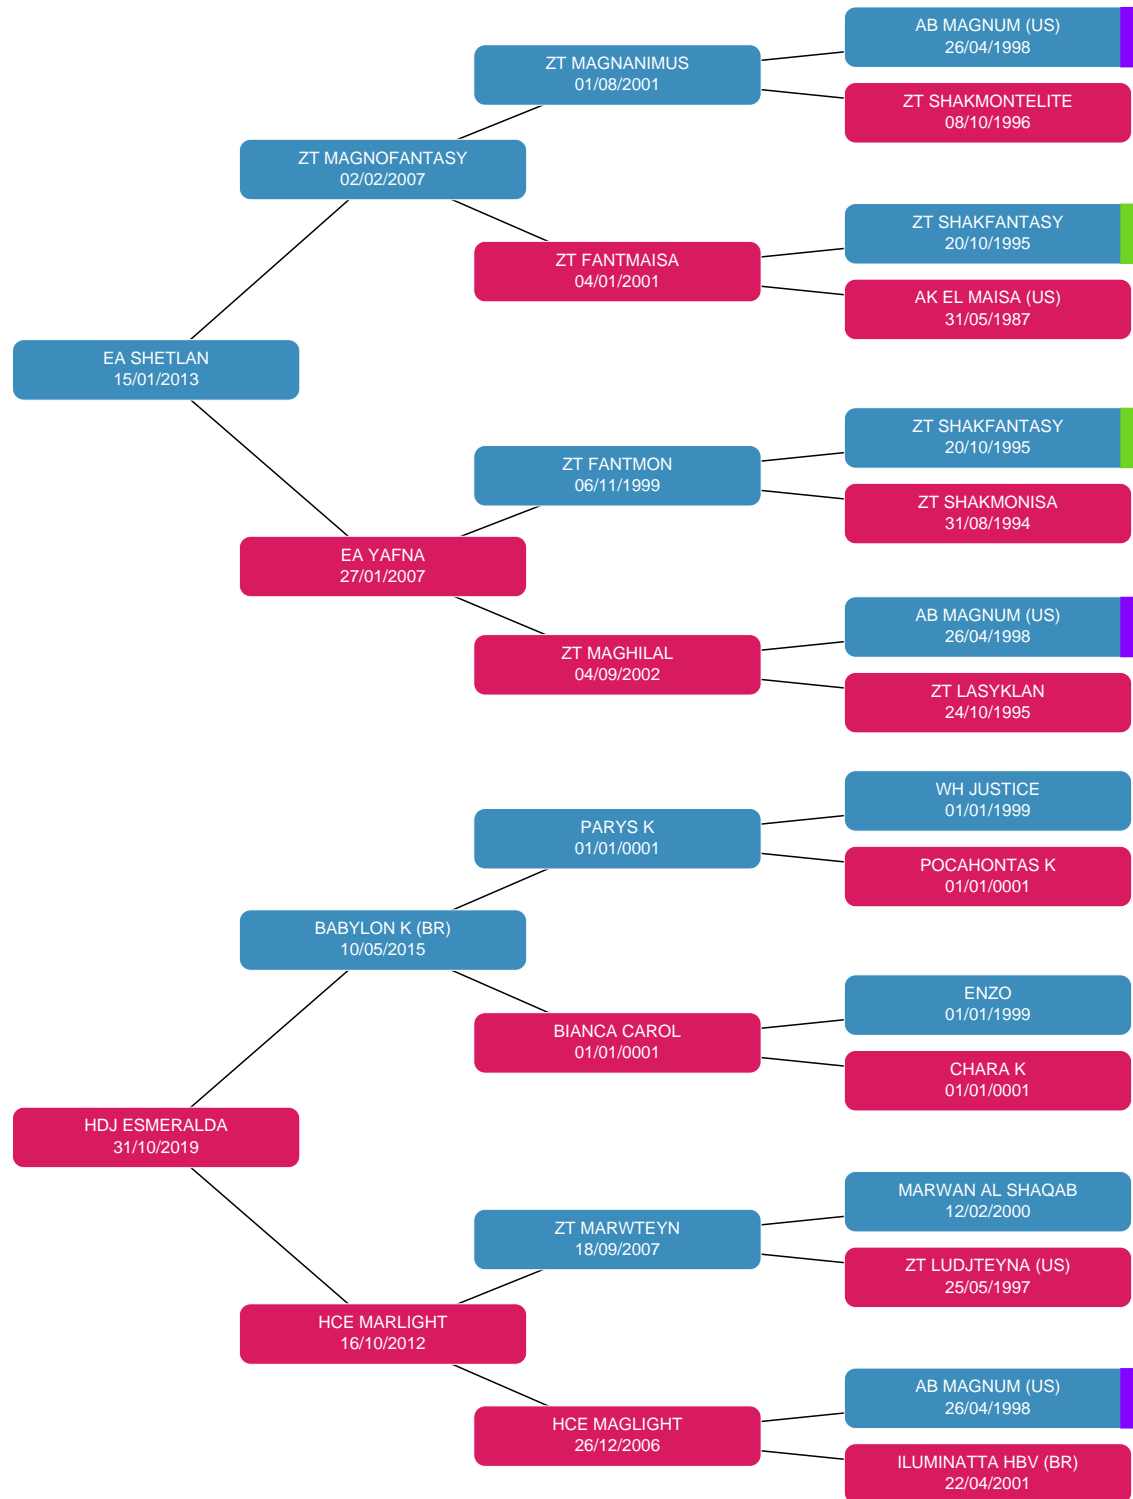 AB MAGNUM (US)
26/04/1998
ZT MAGNANIMUS
01/08/2001
ZT SHAKMONTELITE
08/10/1996
ZT MAGNOFANTASY
02/02/2007
ZT SHAKFANTASY
20/10/1995
ZT FANTMAISA
04/01/2001
AK EL MAISA (US)
31/05/1987
EA SHETLAN
15/01/2013
ZT SHAKFANTASY
20/10/1995
ZT FANTMON
06/11/1999
ZT SHAKMONISA
31/08/1994
EA YAFNA
27/01/2007
AB MAGNUM (US)
26/04/1998
ZT MAGHILAL
04/09/2002
ZT LASYKLAN
24/10/1995
WH JUSTICE
01/01/1999
PARYS K
01/01/0001
POCAHONTAS K
01/01/0001
BABYLON K (BR)
10/05/2015
ENZO
01/01/1999
BIANCA CAROL
01/01/0001
CHARA K
01/01/0001
HDJ ESMERALDA
31/10/2019
MARWAN AL SHAQAB
12/02/2000
ZT MARWTEYN
18/09/2007
ZT LUDJTEYNA (US)
25/05/1997
HCE MARLIGHT
16/10/2012
AB MAGNUM (US)
26/04/1998
HCE MAGLIGHT
26/12/2006
ILUMINATTA HBV (BR)
22/04/2001